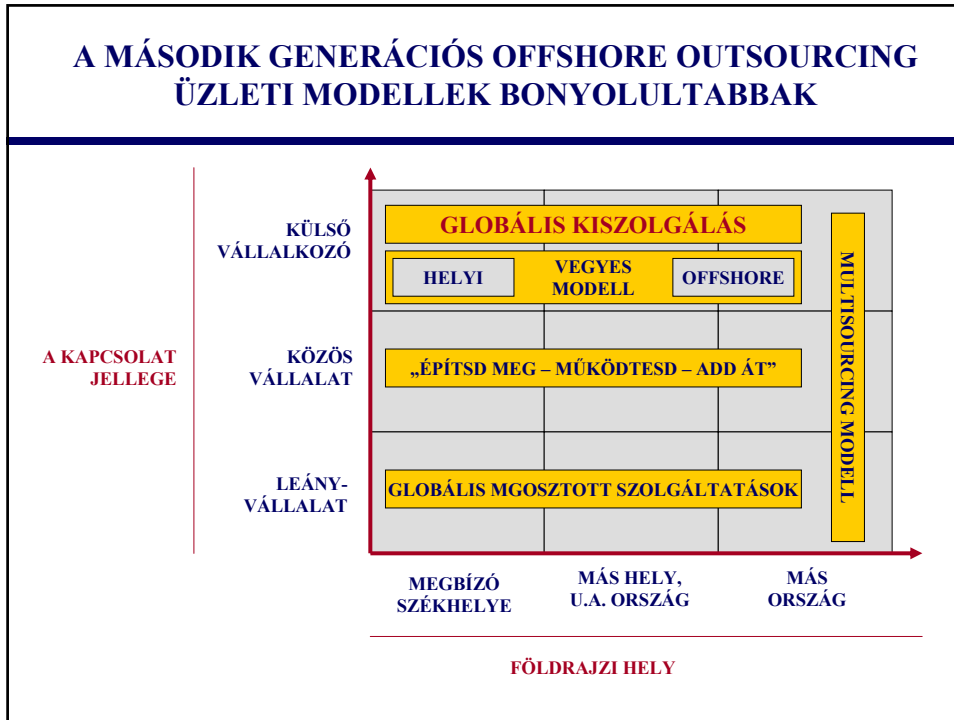 A MÁSODIK GENERÁCIÓS OFFSHORE OUTSOURCING
ÜZLETI MODELLEK BONYOLULTABBAK
A KAPCSOLAT
JELLEGE
KÜLSŐ
VÁLLALKOZÓ
GLOBÁLIS KISZOLGÁLÁS
HELYI
VEGYES
MODELL
OFFSHORE
KÖZÖS
VÁLLALAT
„ÉPÍTSD MEG – MŰKÖDTESD – ADD ÁT”
LEÁNY-
VÁLLALAT
GLOBÁLIS MGOSZTOTT SZOLGÁLTATÁSOK
MULTISOURCING MODELL
MEGBÍZÓ
SZÉKHELYE
MÁS HELY,
U.A. ORSZÁG
MÁS
ORSZÁG
FÖLDRAJZI HELY